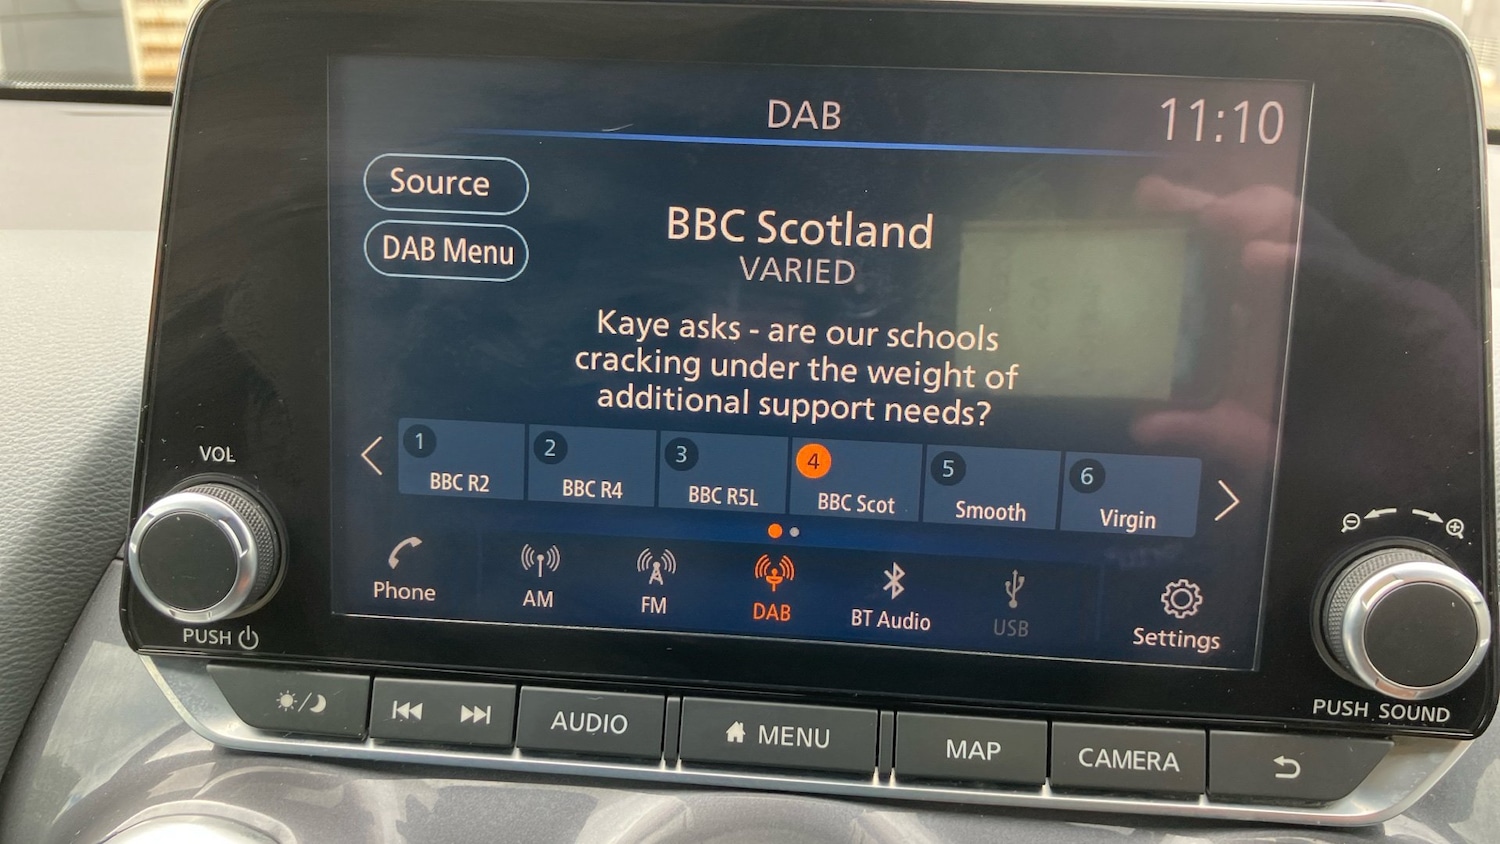 DAB
11:10
Source
DAB Menu
BBC Scotland
VARIED
Kaye asks - are our schools
cracking under the weight of
additional support needs?
1
BBC R2
2
BBC R4
3
BBC R5L
4
BBC Scot
5
Smooth
6
Virgin
Phone
AM
FM
DAB
BT Audio
USB
Settings
VOL
PUSH
PUSH SOUND
AUDIO
MENU
MAP
CAMERA